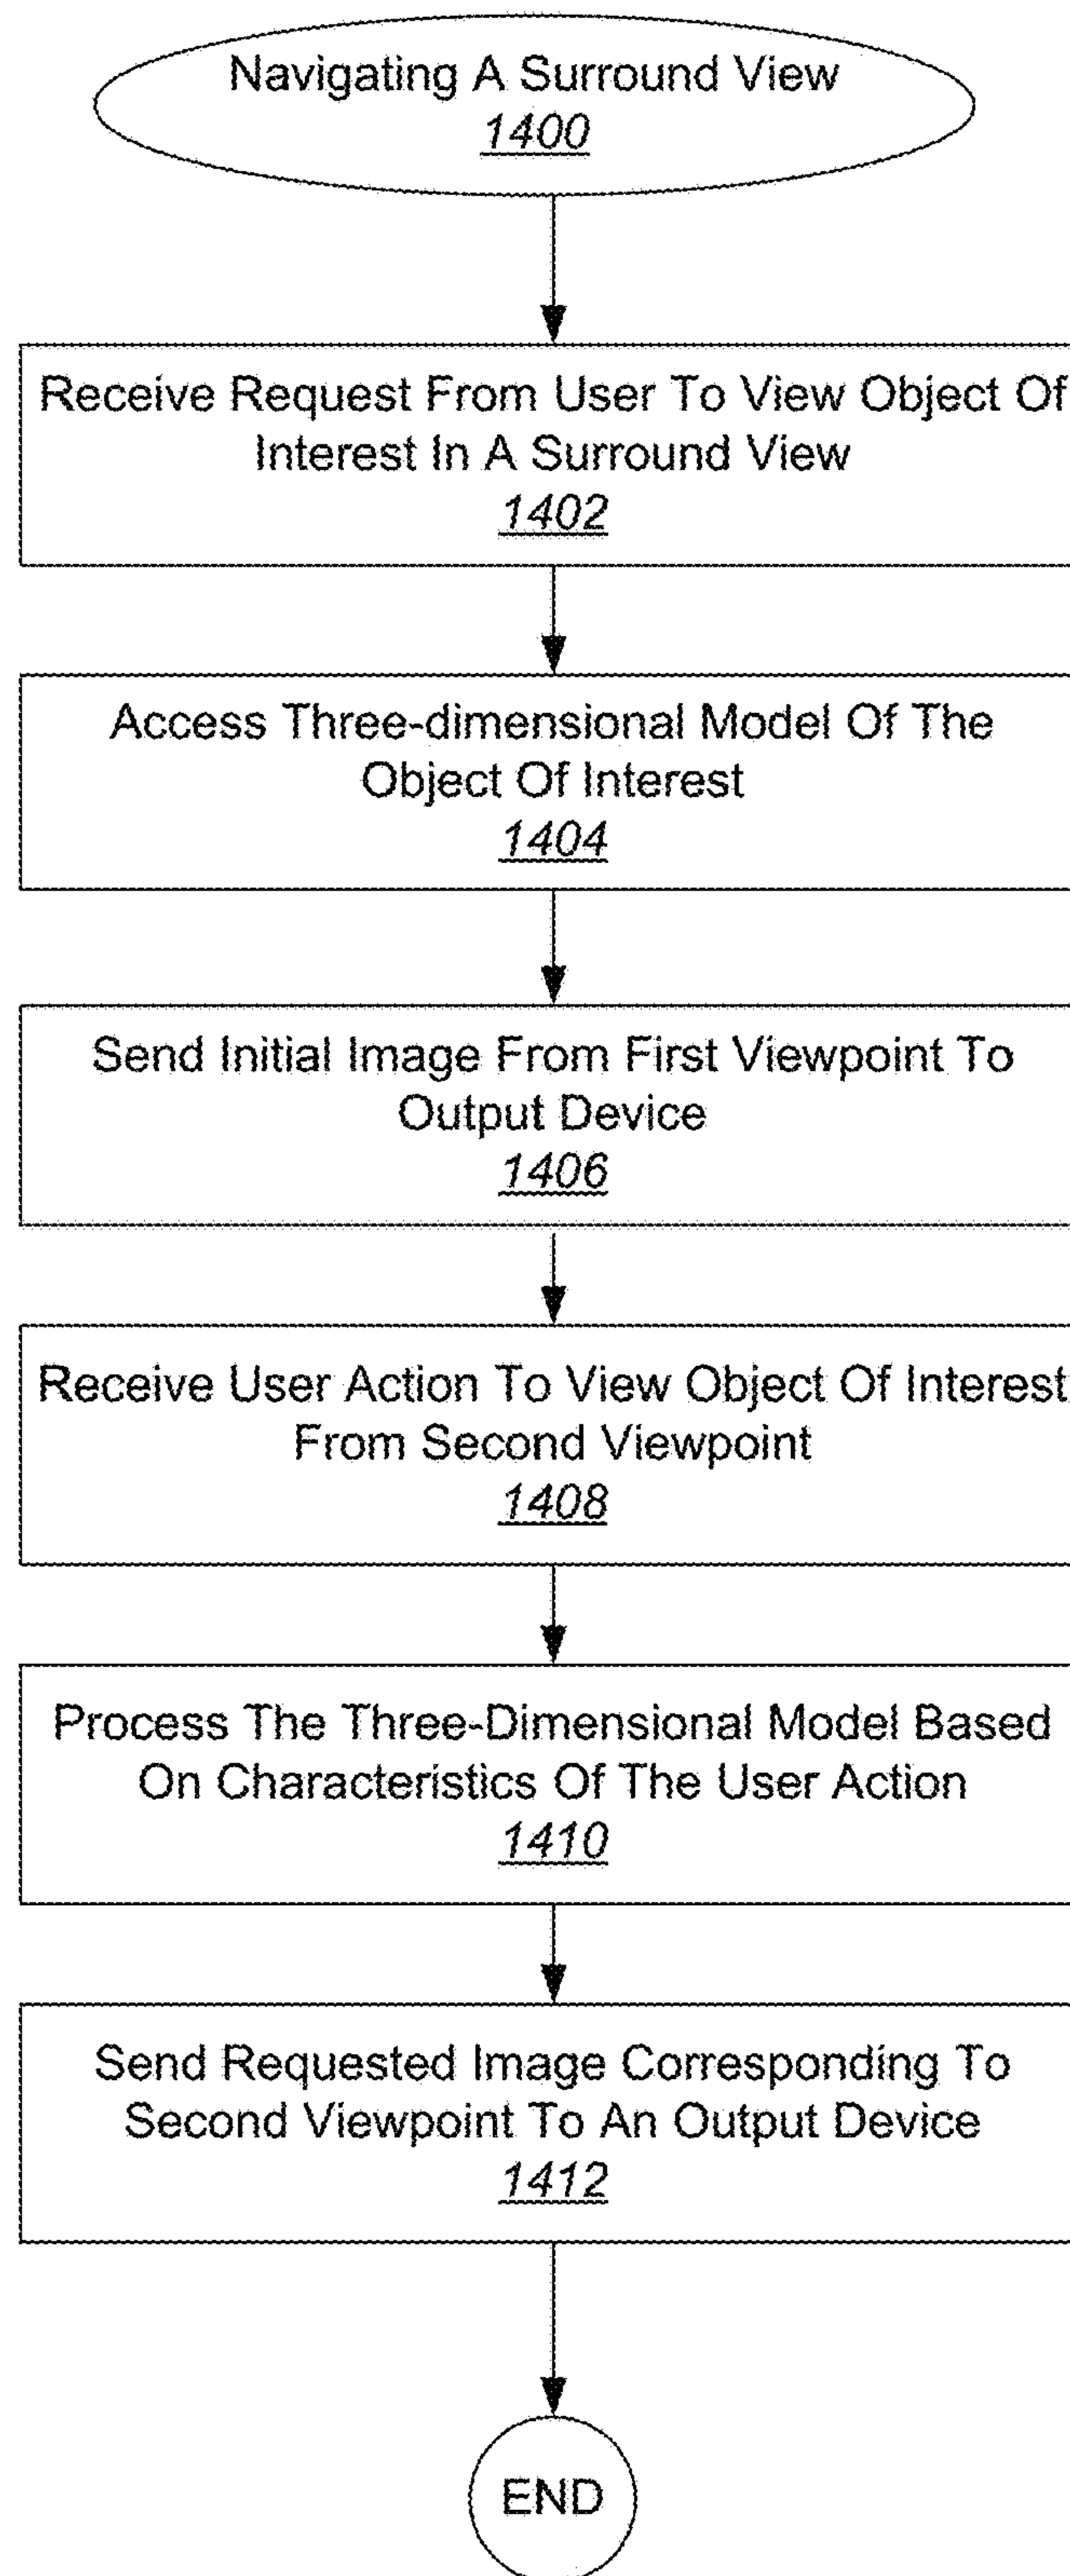 Navigating A Surround View
1400
Receive Request From User To View Object Of
Interest In A Surround View
1402
Access Three-dimensional Model Of The
Object Of Interest
1404
Send Initial Image From First Viewpoint To
Output Device
1406
Receive User Action To View Object Of Interest
From Second Viewpoint
1408
Process The Three-Dimensional Model Based
On Characteristics Of The User Action
1410
Send Requested Image Corresponding To
Second Viewpoint To An Output Device
1412
END